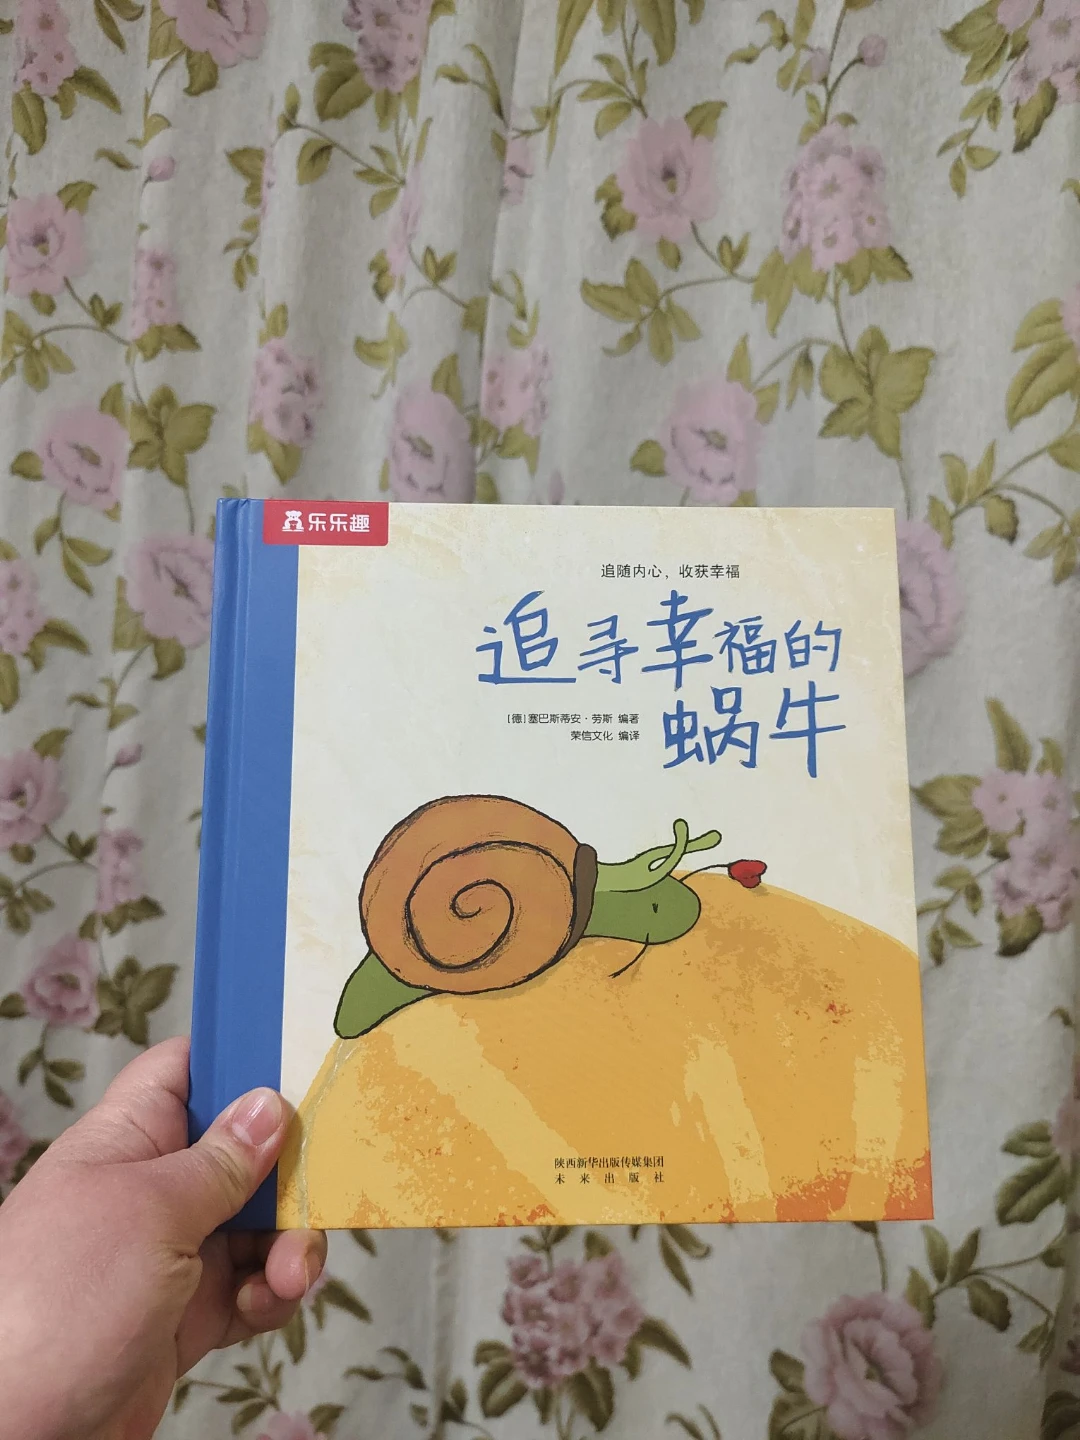 乐乐趣
追随内心，收获幸福
追寻幸福的
蜗牛
［德］塞巴斯蒂安·劳斯 编著
荣信文化 编译
陕西新华出版传媒集团
未来出版社